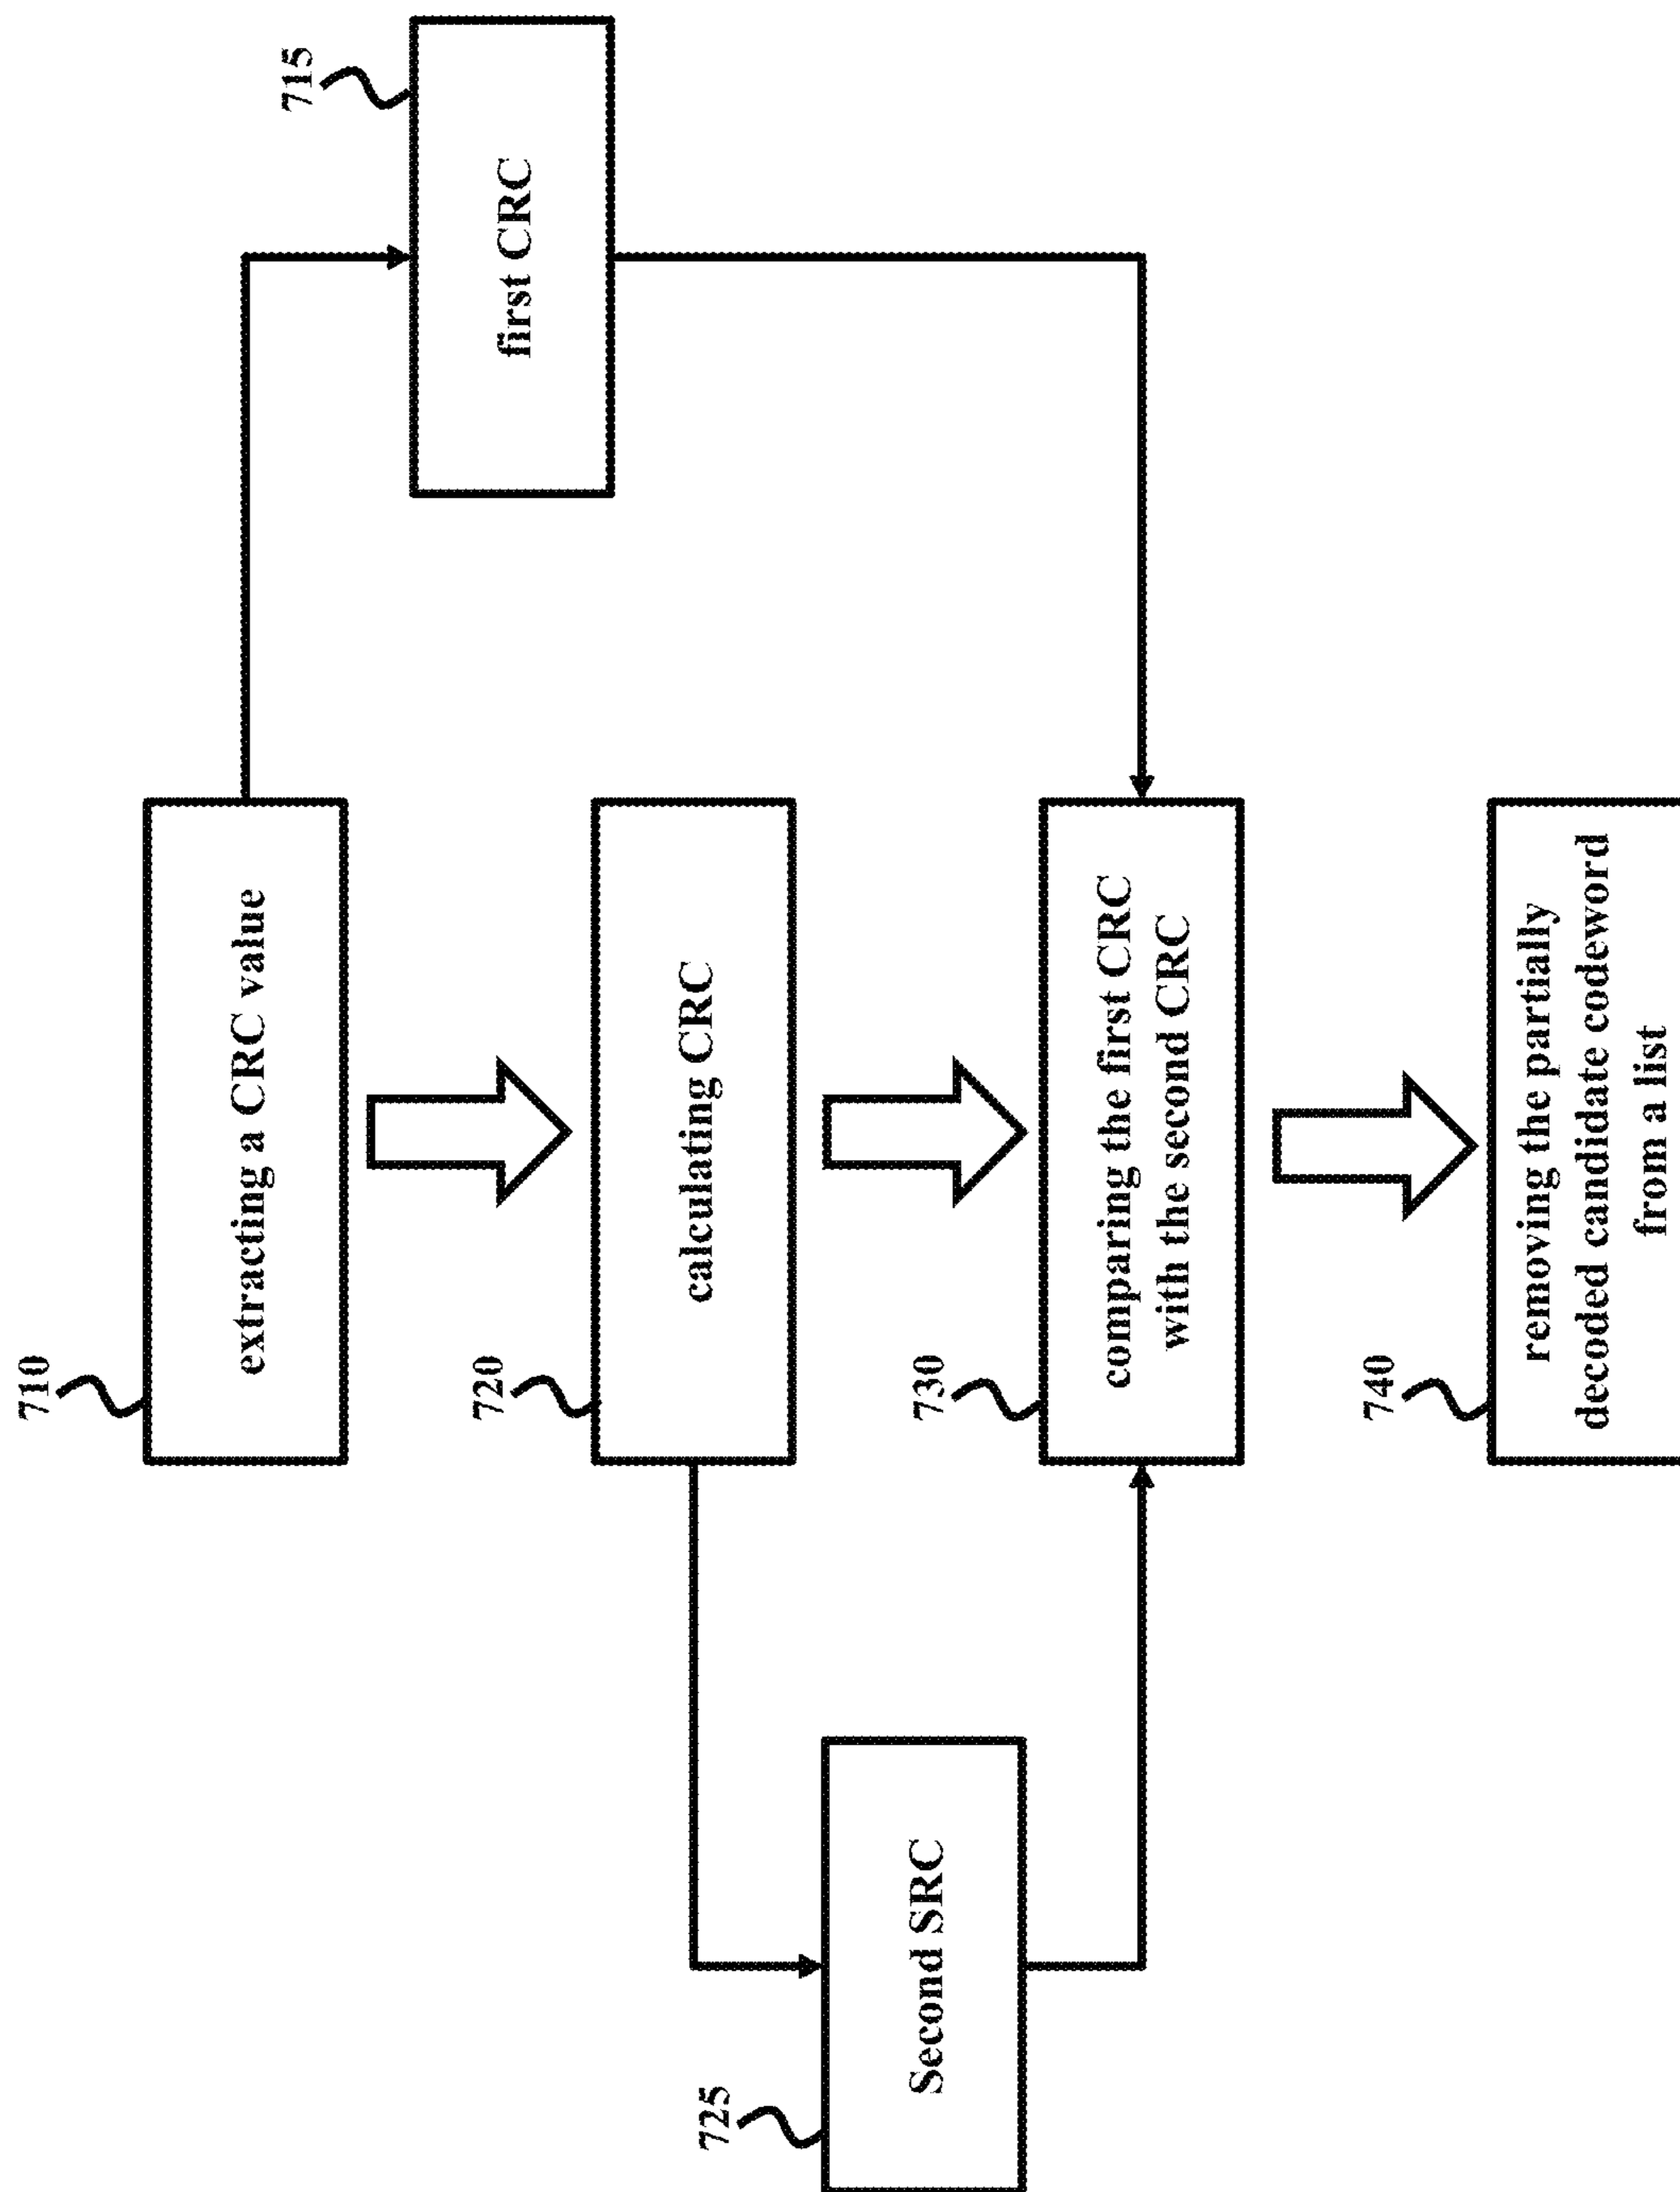 710
extracting a CRC value
715
first CRC
720
calculating CRC
725
Second SRC
730
comparing the first CRC
with the second CRC
740
removing the partially
decoded candidate codeword
from a list